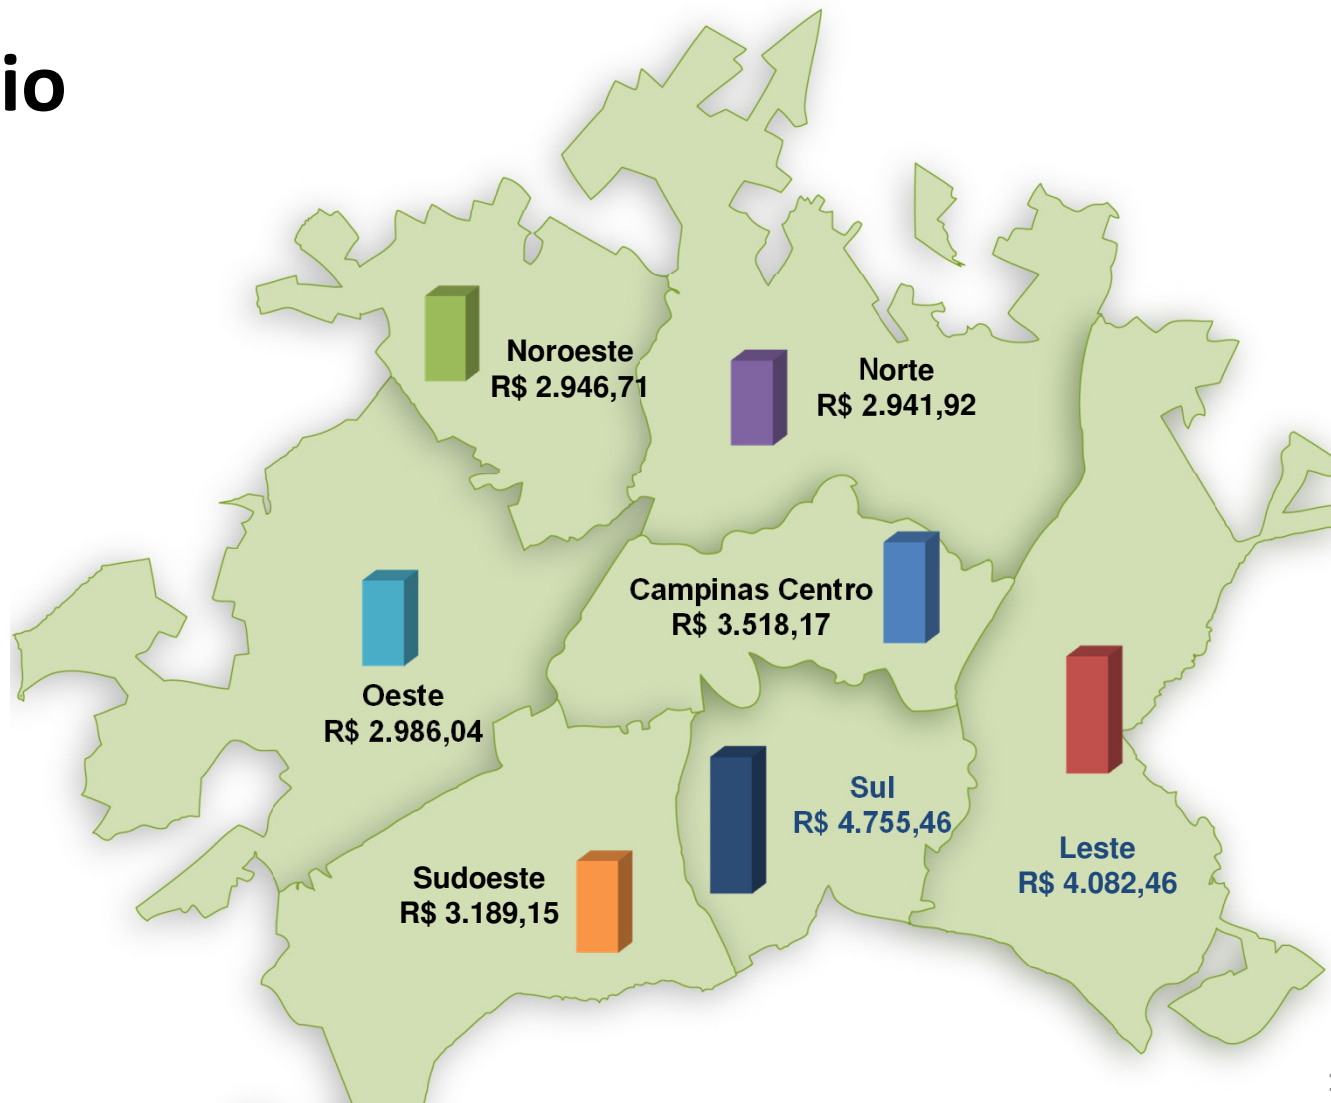 io
Noroeste
R$ 2.946,71
Norte
R$ 2.941,92
Campinas Centro
R$ 3.518,17
Oeste
R$ 2.986,04
Sul
R$ 4.755,46
Leste
R$ 4.082,46
Sudoeste
R$ 3.189,15